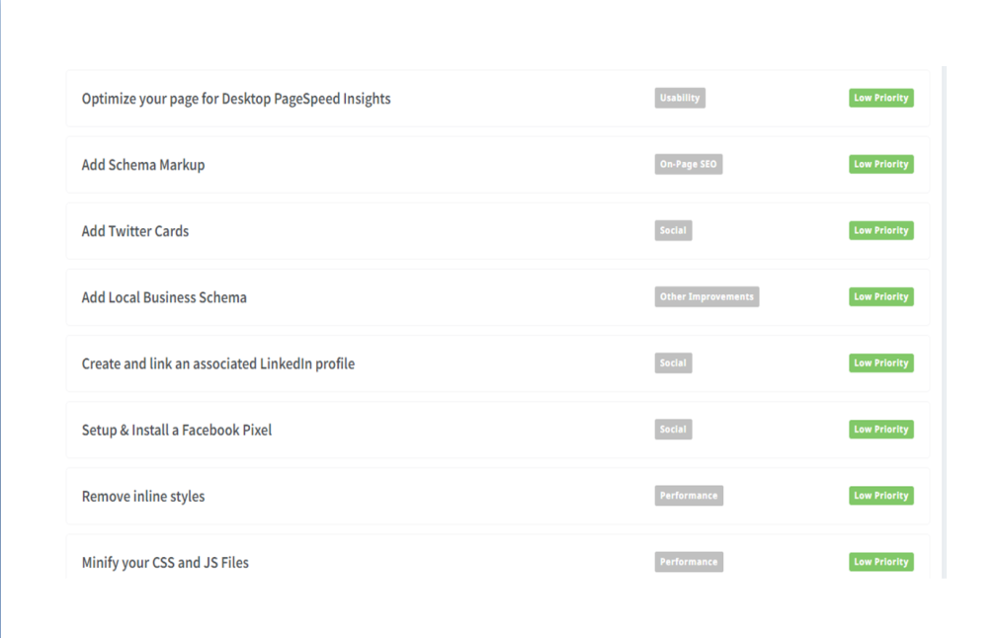 Optimize your page for Desktop PageSpeed Insights Usability Low Priority
Add Schema Markup On-Page SEO Low Priority
Add Twitter Cards Social Low Priority
Add Local Business Schema Other Improvements Low Priority
Create and link an associated LinkedIn profile Social Low Priority
Setup & Install a Facebook Pixel Social Low Priority
Remove inline styles Performance Low Priority
Minify your CSS and JS Files Performance Low Priority